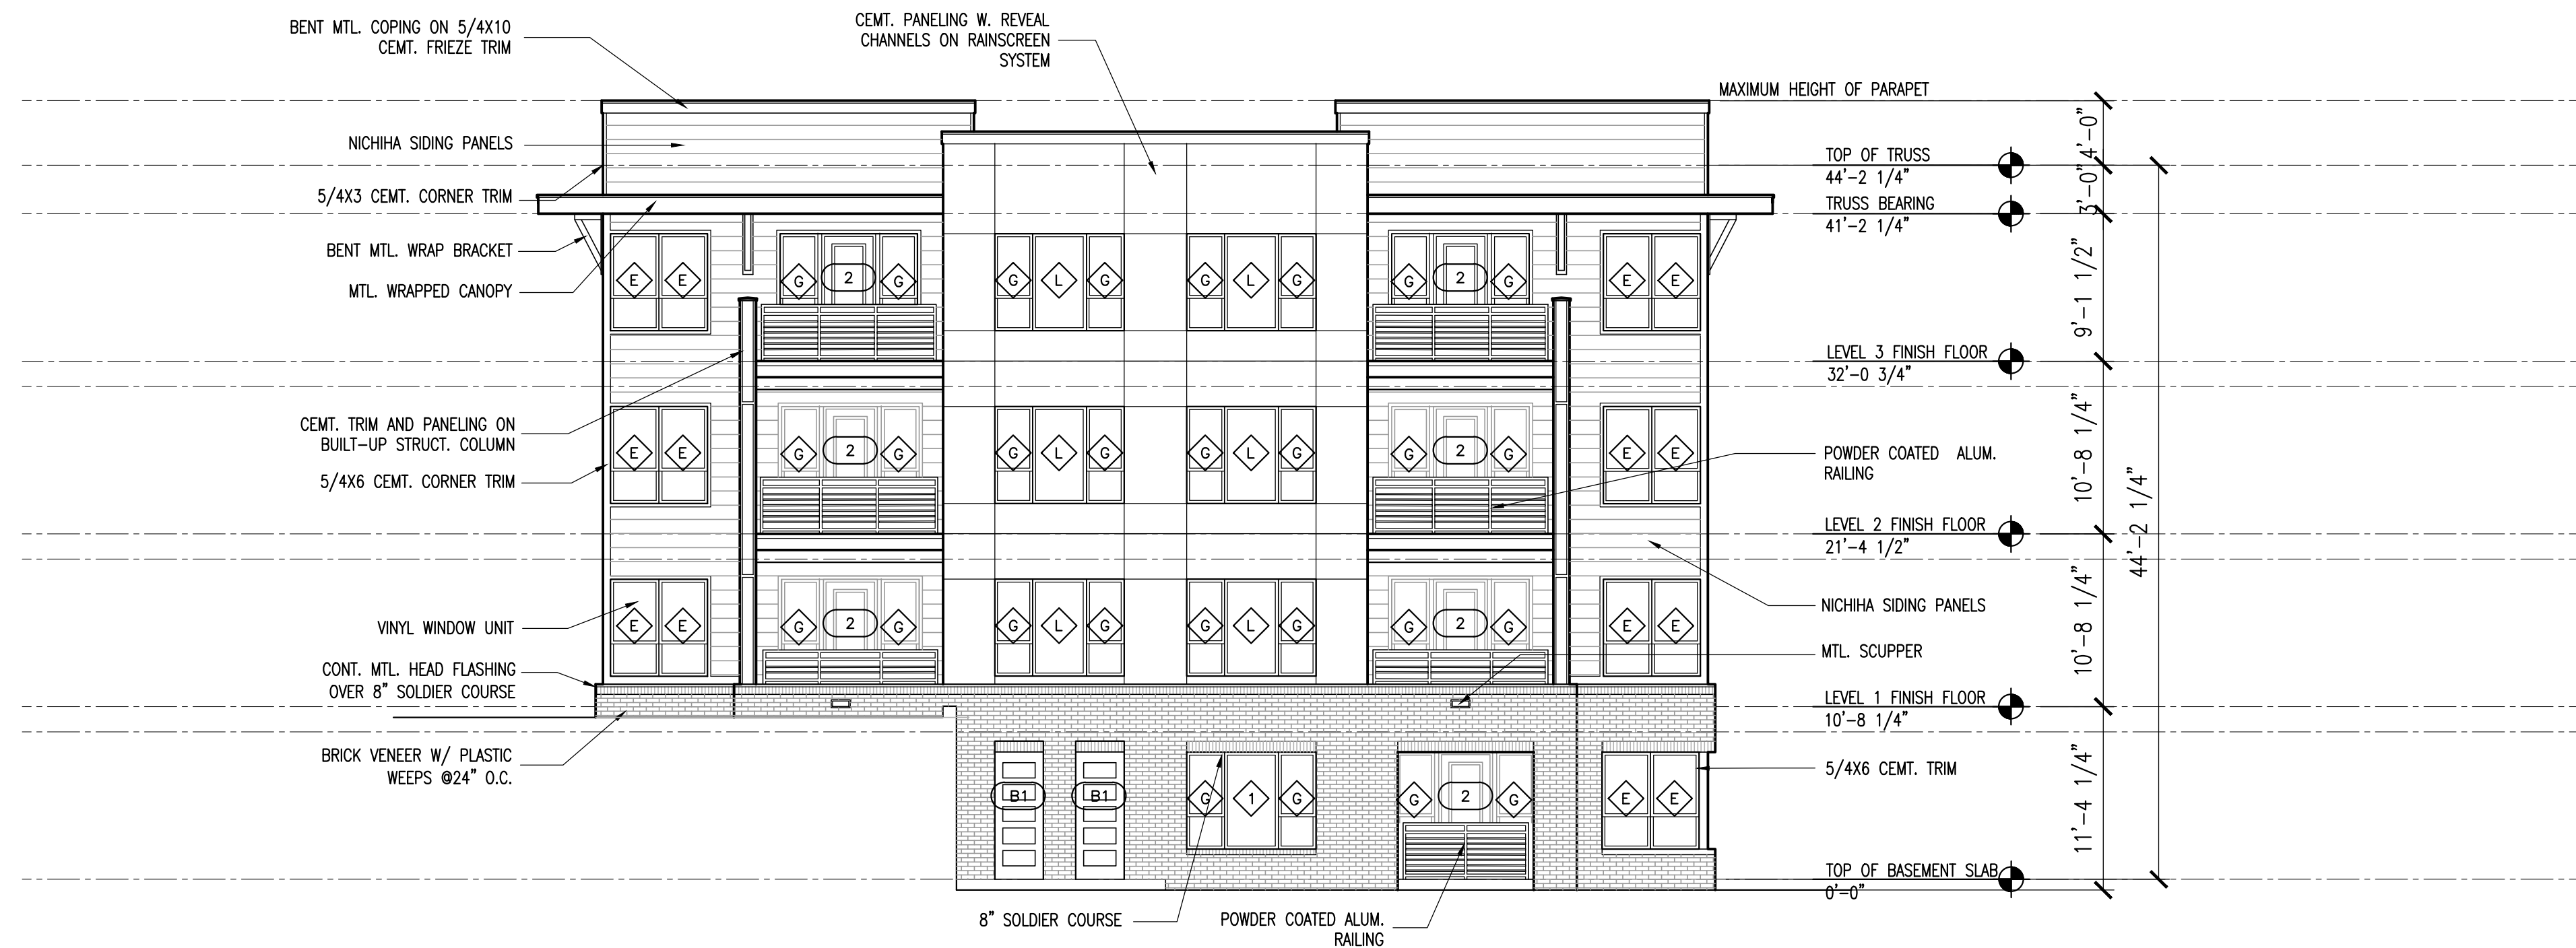 BENT MTL. COPING ON 5/4X10
CEMT. FRIEZE TRIM
CEMT. PANELING W. REVEAL
CHANNELS ON RAINSCREEN
SYSTEM
MAXIMUM HEIGHT OF PARAPET
4'-0"
NICHIHA SIDING PANELS
TOP OF TRUSS
44'-2 1/4"
3'-0"
5/4X3 CEMT. CORNER TRIM
TRUSS BEARING
41'-2 1/4"
BENT MTL. WRAP BRACKET
MTL. WRAPPED CANOPY
E E G 2 G G L G G L G G 2 G E E
9'-1 1/2"
LEVEL 3 FINISH FLOOR
32'-0 3/4"
CEMT. TRIM AND PANELING ON
BUILT-UP STRUCT. COLUMN
5/4X6 CEMT. CORNER TRIM
E E G 2 G G L G G L G G 2 G E E
POWDER COATED ALUM.
RAILING
10'-8 1/4"
44'-2 1/4"
LEVEL 2 FINISH FLOOR
21'-4 1/2"
NICHIHA SIDING PANELS
VINYL WINDOW UNIT
E E G 2 G G L G G L G G 2 G E E
10'-8 1/4"
MTL. SCUPPER
CONT. MTL. HEAD FLASHING
OVER 8" SOLDIER COURSE
LEVEL 1 FINISH FLOOR
10'-8 1/4"
BRICK VENEER W/ PLASTIC
WEEPS @24" O.C.
B1 B1 G 1 G G 2 G E E
5/4X6 CEMT. TRIM
11'-4 1/4"
TOP OF BASEMENT SLAB
0'-0"
8" SOLDIER COURSE
POWDER COATED ALUM.
RAILING